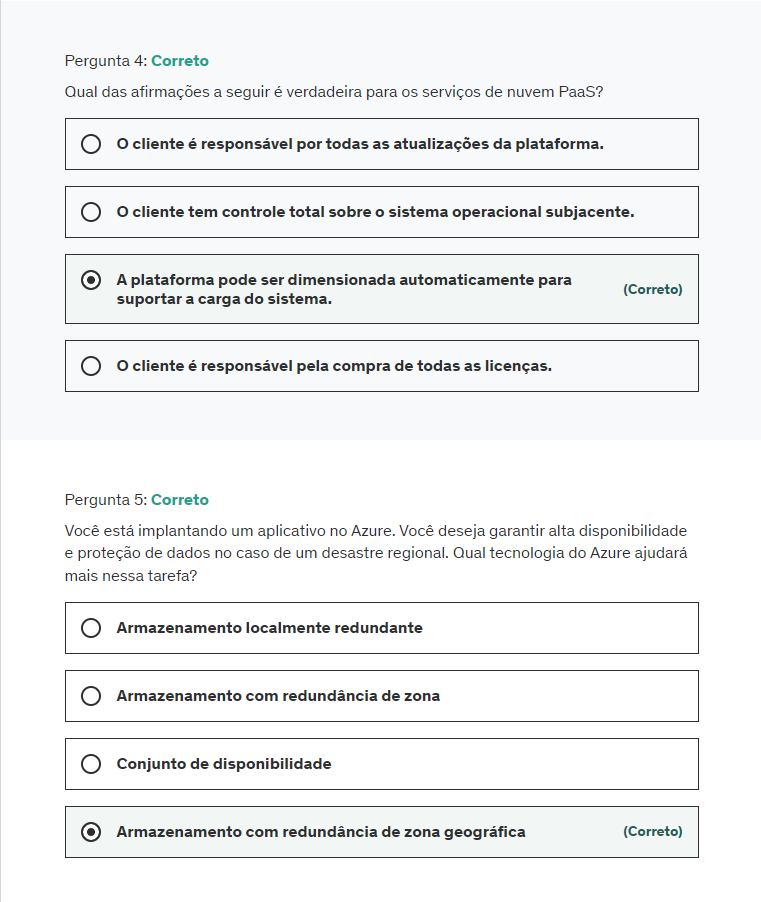 Pergunta 4: Correto
Qual das afirmações a seguir é verdadeira para os serviços de nuvem PaaS?
O cliente é responsável por todas as atualizações da plataforma.
O cliente tem controle total sobre o sistema operacional subjacente.
A plataforma pode ser dimensionada automaticamente para
suportar a carga do sistema.
(Correto)
O cliente é responsável pela compra de todas as licenças.
Pergunta 5: Correto
Você está implantando um aplicativo no Azure. Você deseja garantir alta disponibilidade
e proteção de dados no caso de um desastre regional. Qual tecnologia do Azure ajudará
mais nessa tarefa?
Armazenamento localmente redundante
Armazenamento com redundância de zona
Conjunto de disponibilidade
Armazenamento com redundância de zona geográfica
(Correto)